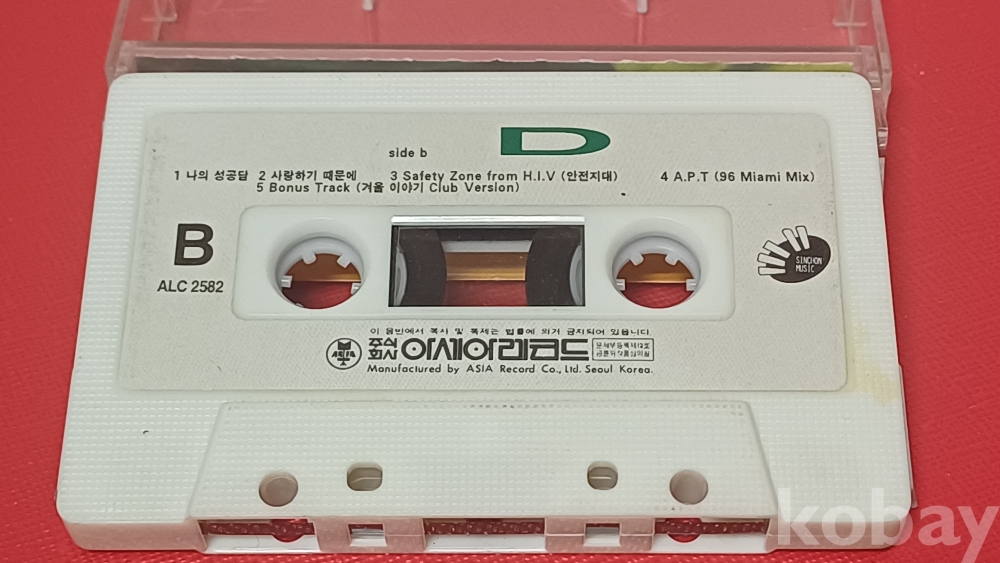 D
side b
1 나의 성공담 2 사랑하기 때문에 3 Safety Zone from H.I.V (안전지대) 4 A.P.T (96 Miami Mix)
5 Bonus Track (겨울 이야기 Club Version)
B
ALC 2582
SINCHON
MUSIC
이 음반에서 복사 및 복제는 법률에 의거 금지되어 있읍니다.
ASIA
주식회사 아세아레코드
Manufactured by ASIA Record Co., Ltd. Seoul Korea.
kobay